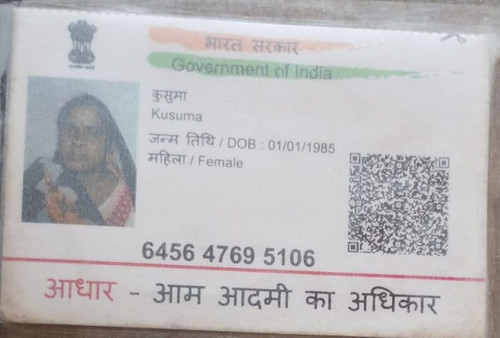 भारत सरकार
Government of India
कुसुमा
Kusuma
जन्म तिथि / DOB : 01/01/1985
महिला / Female
6456 4769 5106
आधार - आम आदमी का अधिकार